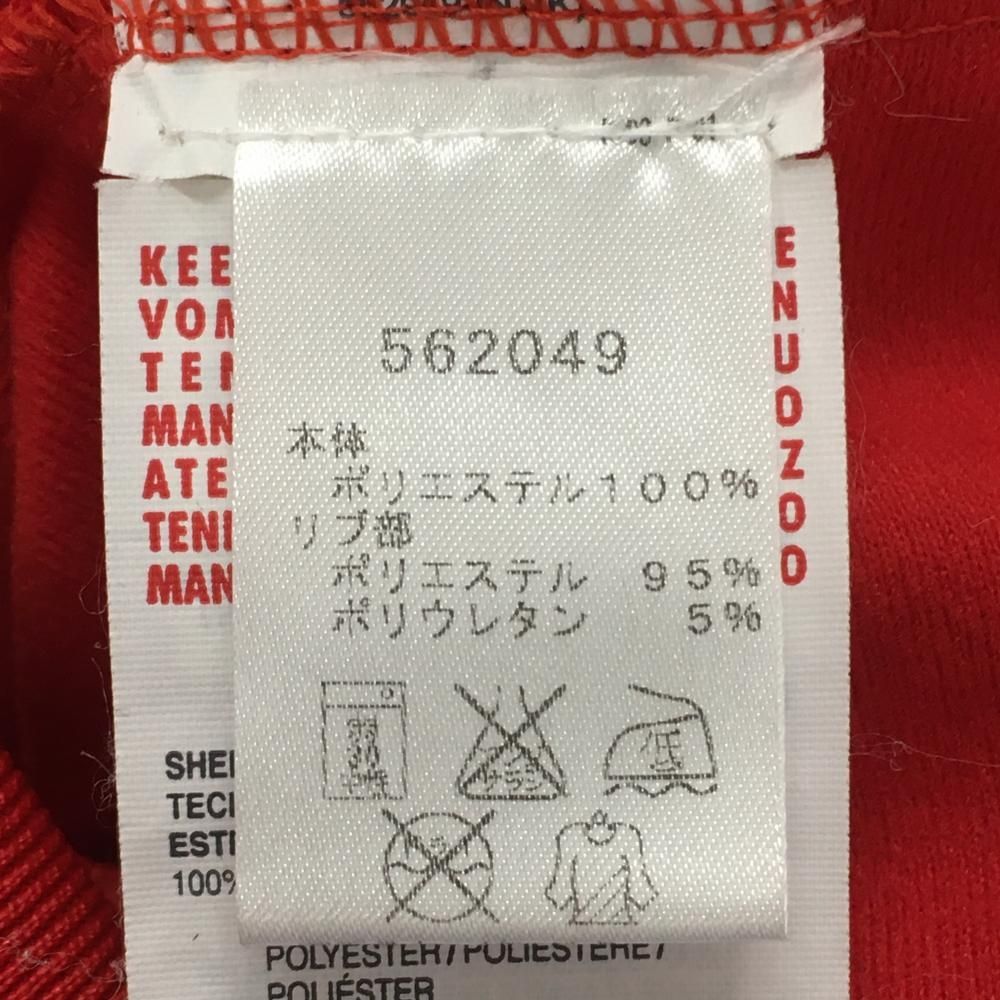 KEE
VOM
TEN
MAN
ATE
TENI
MAN
E
N
U
O
Z
O
O
562049
本体
ポリエステル100%
リブ部
ポリエステル 95%
ポリウレタン 5%
低
SHEI
TECI
ESTI
100%
POLYESTER/POLIESTERE/
POLIÉSTER